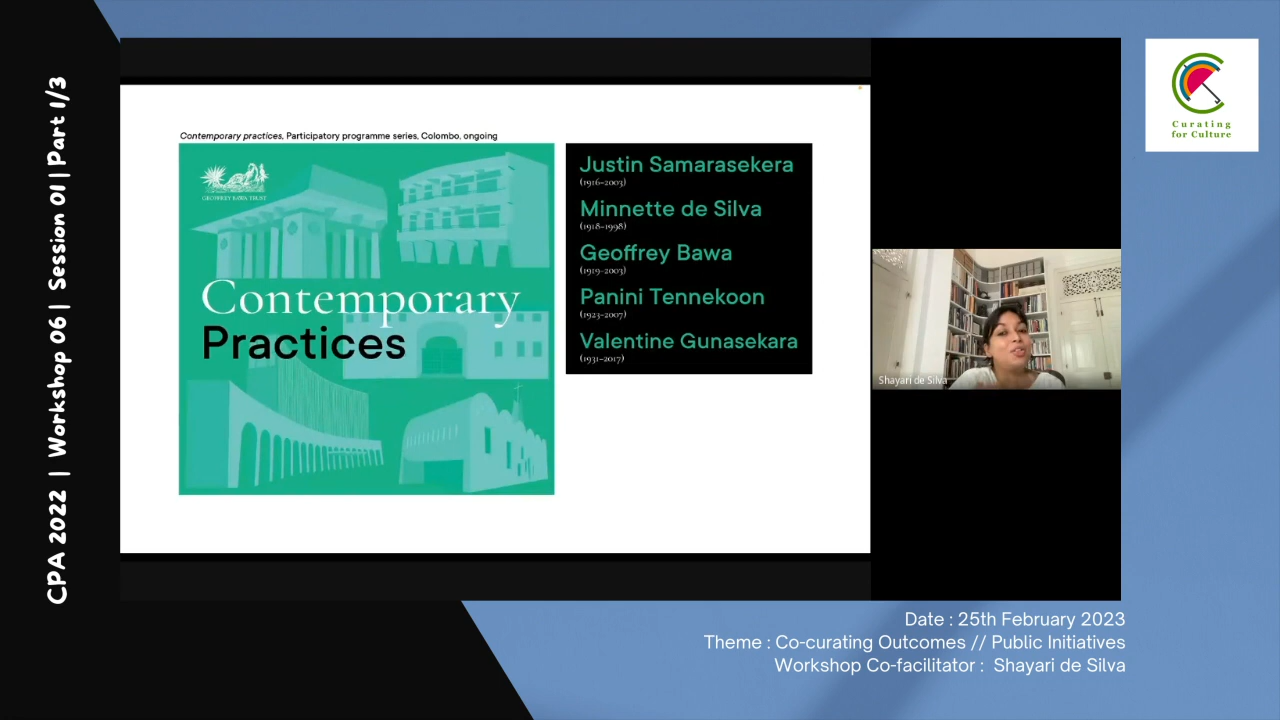 CPA 2022 | Workshop 06 | Session 01 | Part 1/3
Contemporary practices, Participatory programme series, Colombo, ongoing
GEOFFREY BAWA TRUST
Contemporary
Practices
Justin Samarasekera
(1916-2003)
Minnette de Silva
(1918-1998)
Geoffrey Bawa
(1919-2003)
Panini Tennekoon
(1923-2007)
Valentine Gunasekara
(1931-2017)
Shayari de Silva
Curating
for Culture
Date : 25th February 2023
Theme : Co-curating Outcomes // Public Initiatives
Workshop Co-facilitator : Shayari de Silva